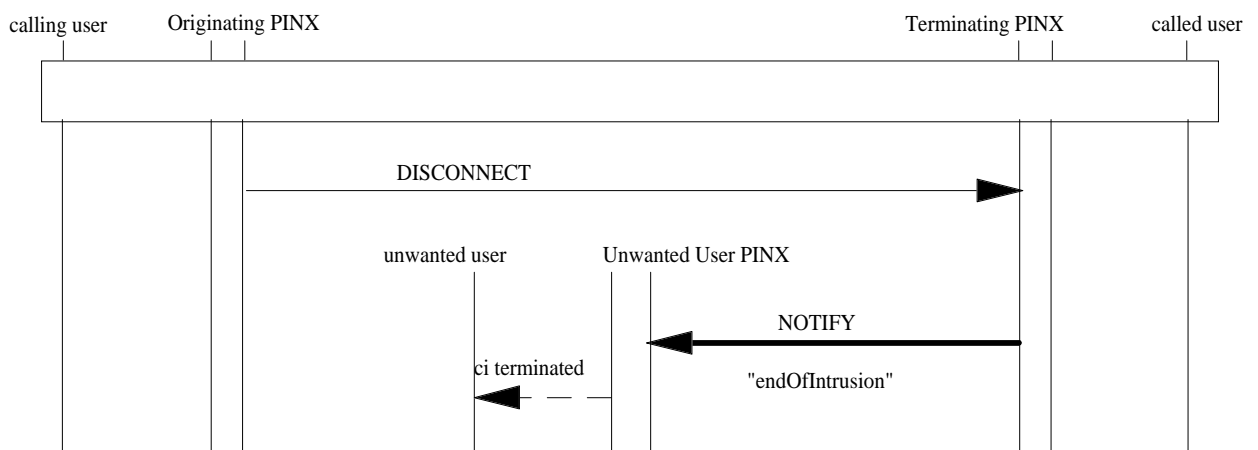 calling user Originating PINX Terminating PINX called user
DISCONNECT
unwanted user Unwanted User PINX
NOTIFY
ci terminated
"endOfIntrusion"